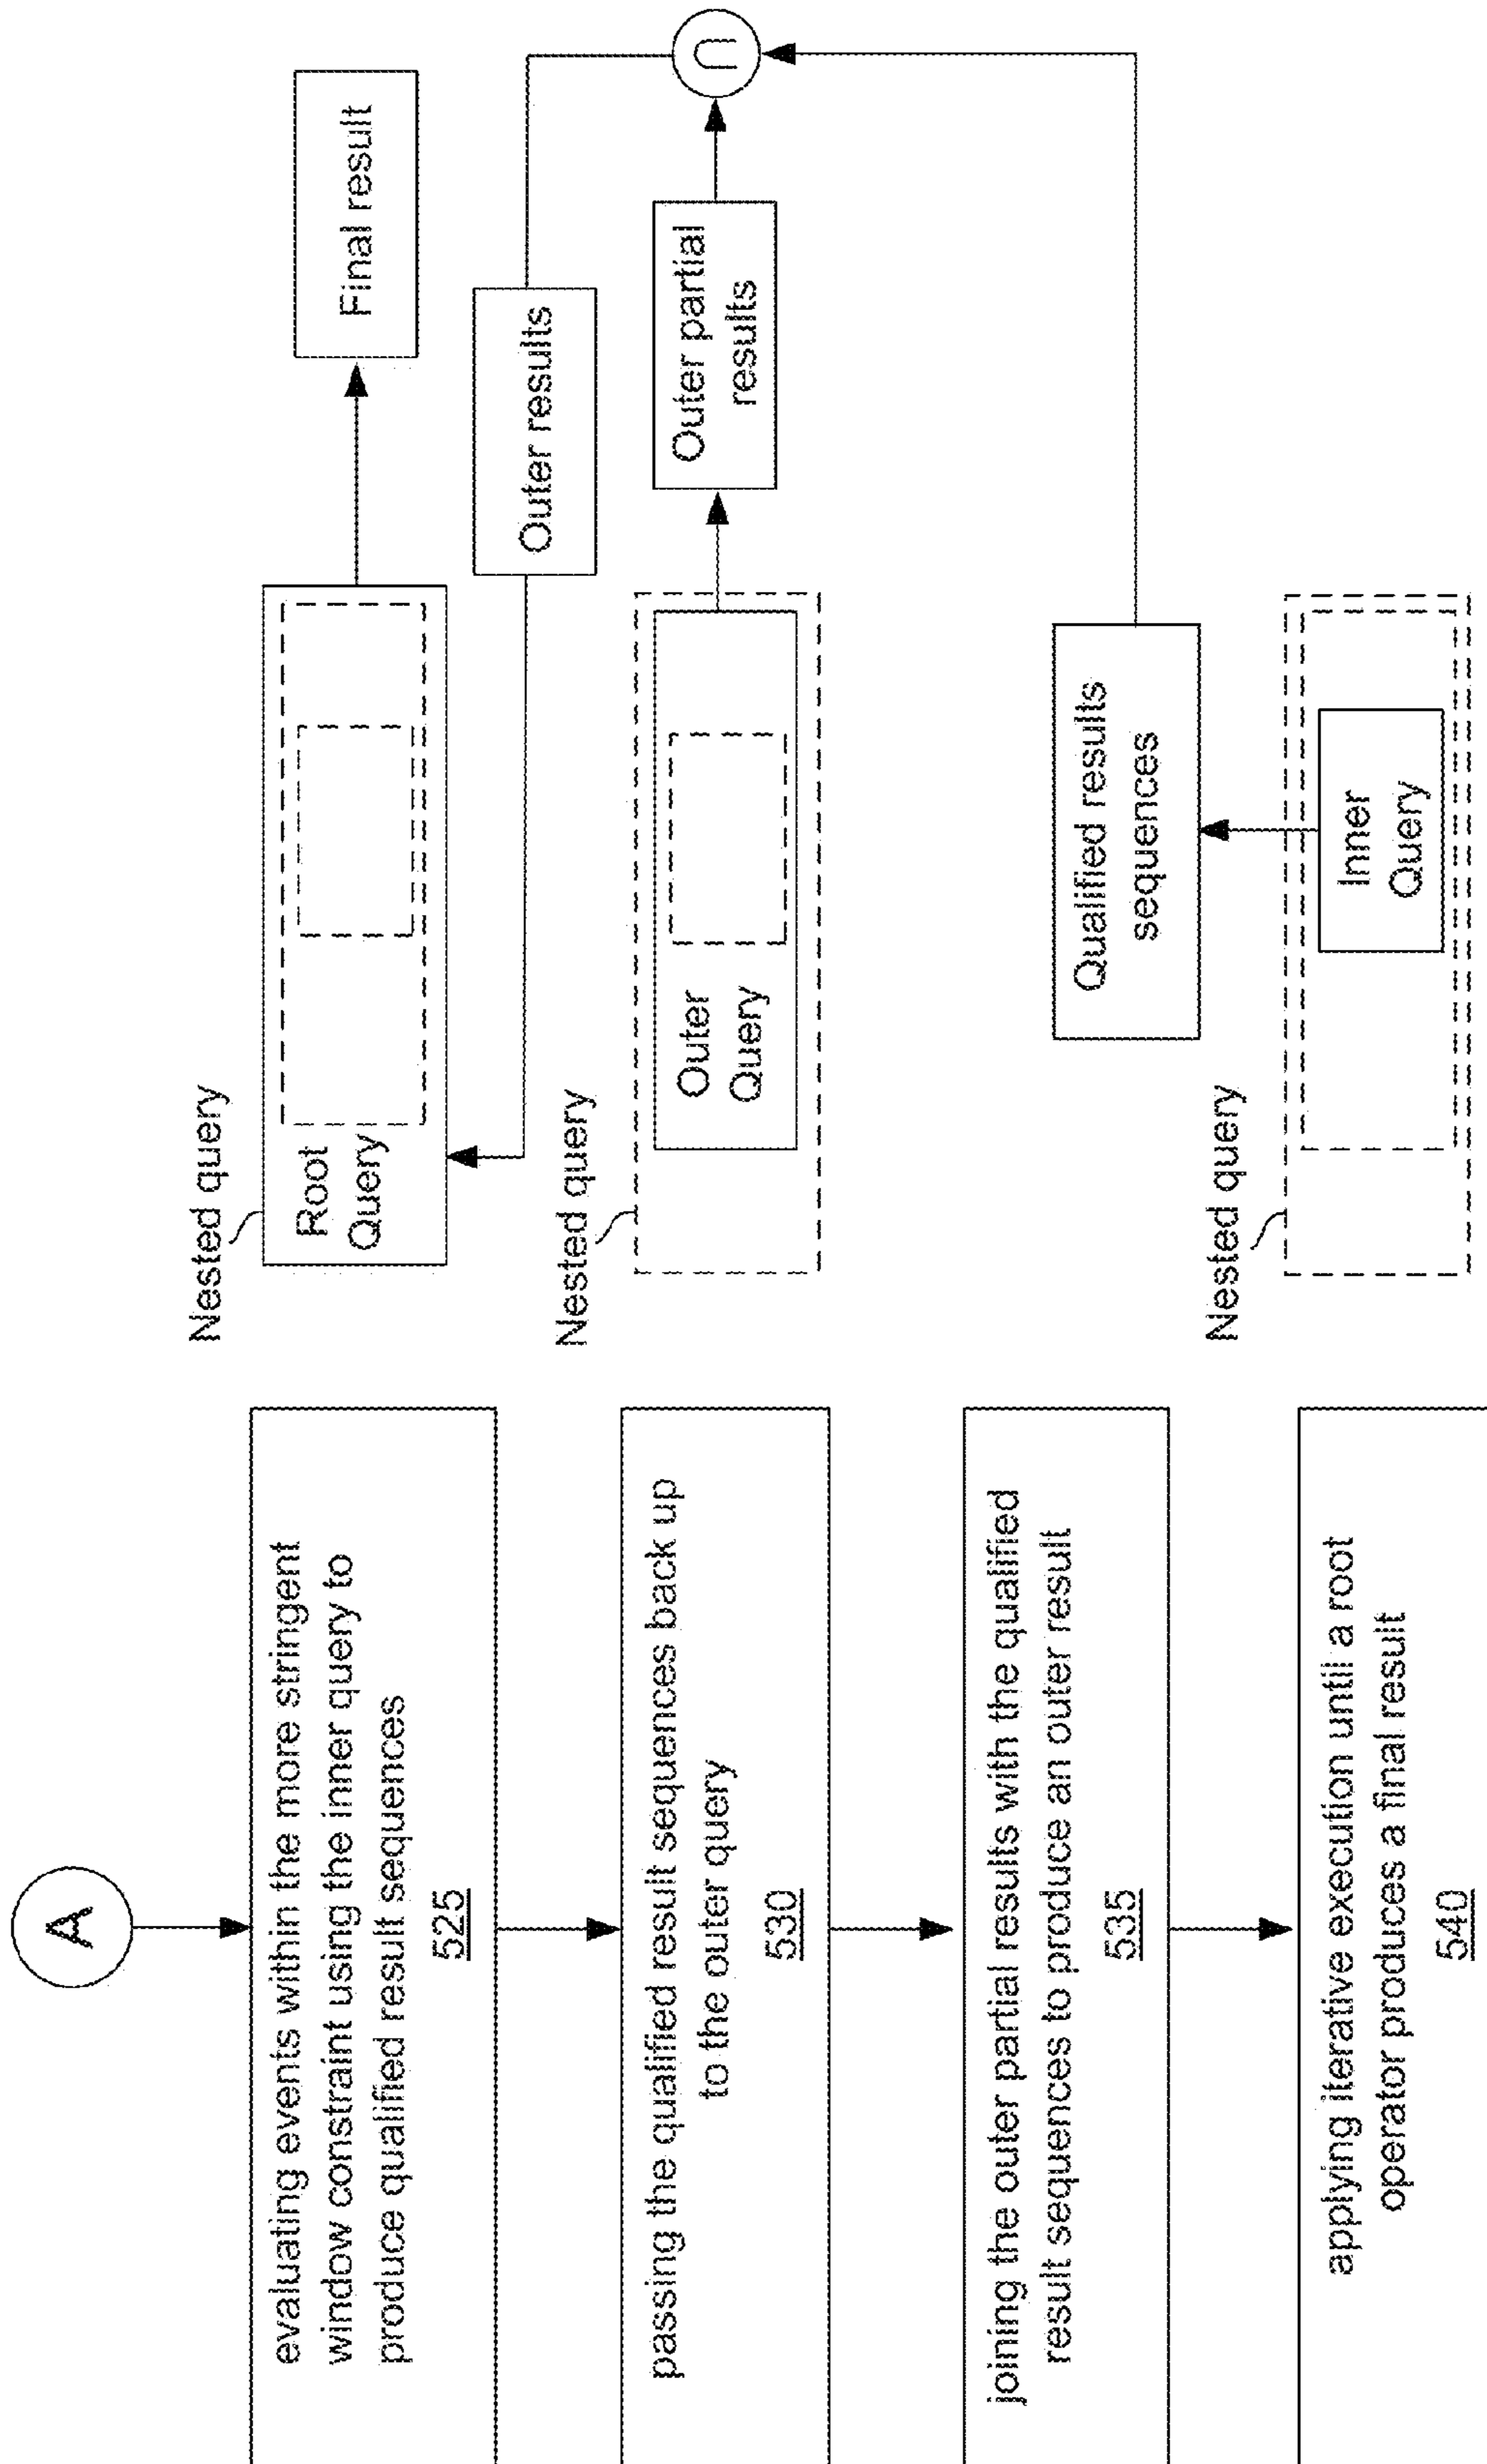 A
evaluating events within the more stringent
window constraint using the inner query to
produce qualified result sequences
525
passing the qualified result sequences back up
to the outer query
530
joining the outer partial results with the qualified
result sequences to produce an outer result
535
applying iterative execution until a root
operator produces a final result
540
Nested query
Root
Query
Final result
Outer results
Nested query
Outer
Query
Outer partial
results
∩
Qualified results
sequences
Nested query
Inner
Query